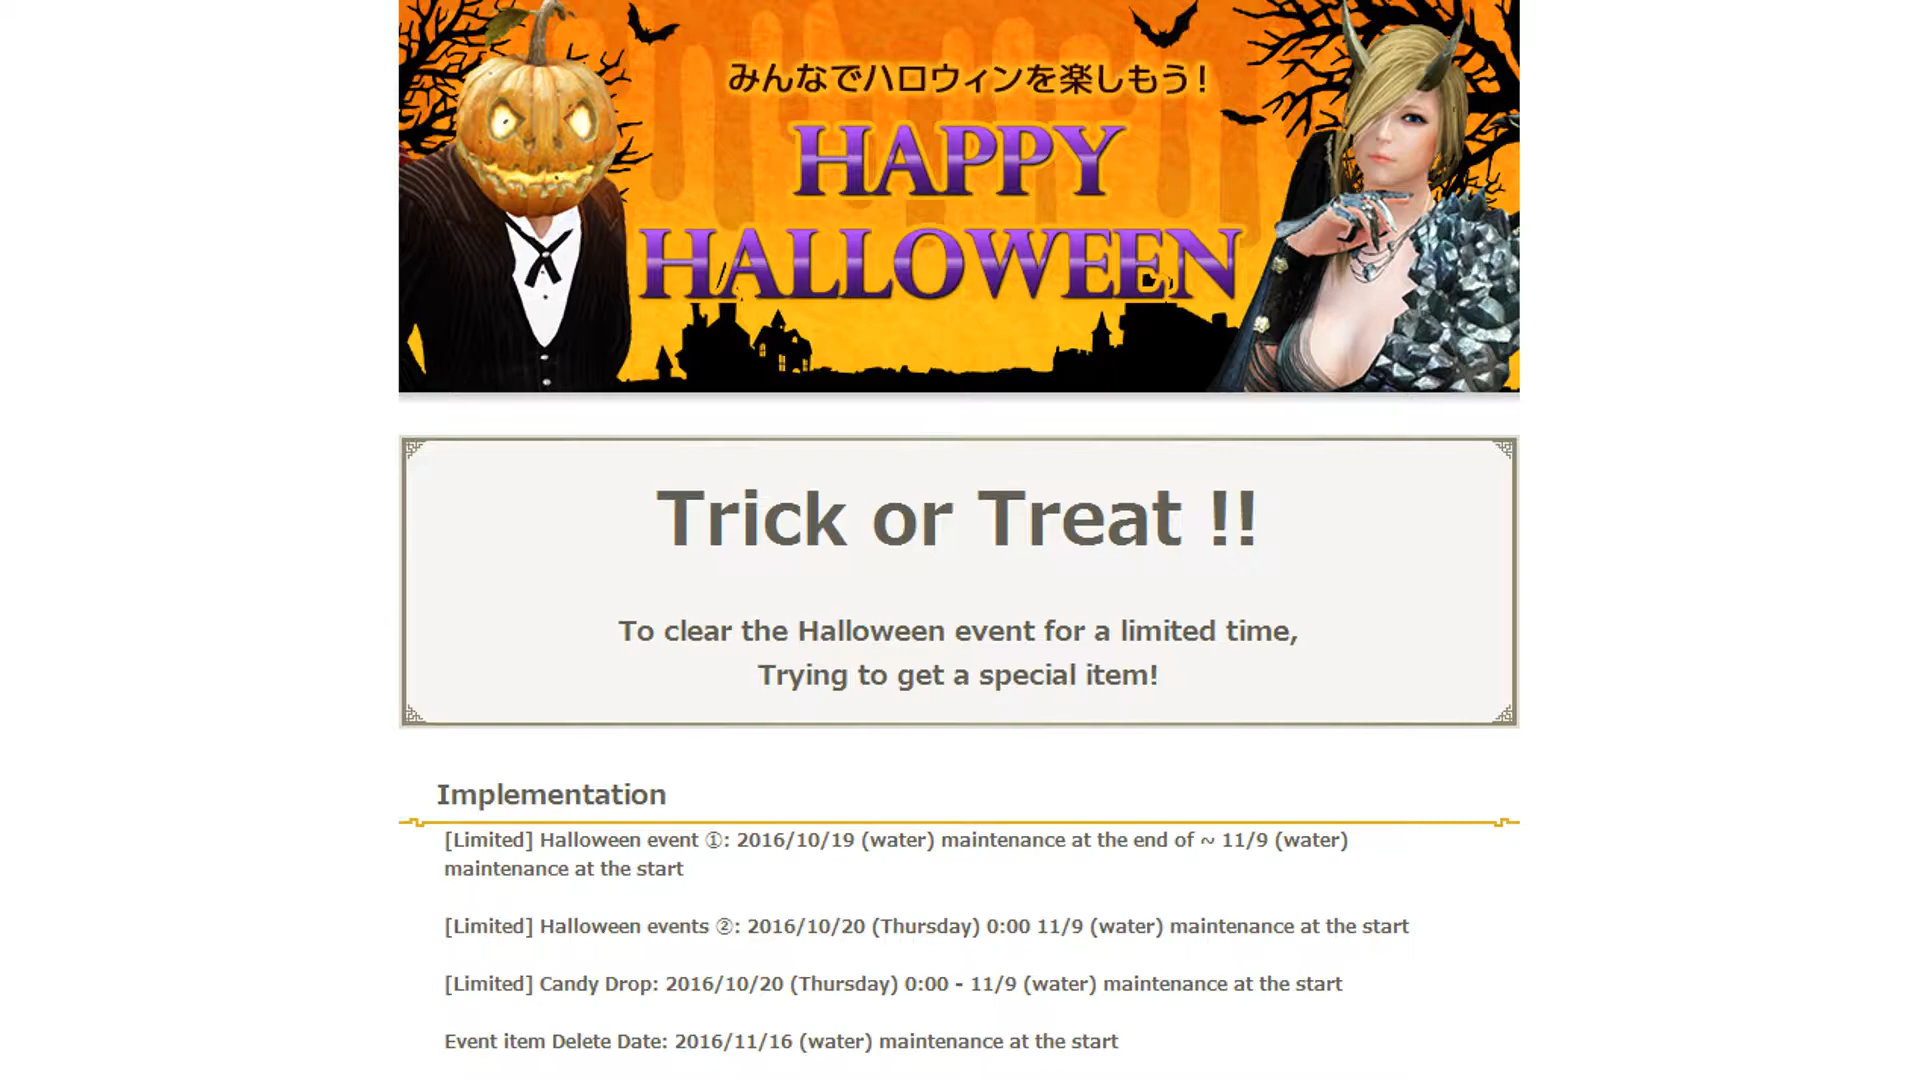 みんなでハロウィンを楽しもう!
HAPPY
HALLOWEEN
Trick or Treat !!
To clear the Halloween event for a limited time,
Trying to get a special item!
Implementation
[Limited] Halloween event ①: 2016/10/19 (water) maintenance at the end of ~ 11/9 (water)
maintenance at the start
[Limited] Halloween events ②: 2016/10/20 (Thursday) 0:00 11/9 (water) maintenance at the start
[Limited] Candy Drop: 2016/10/20 (Thursday) 0:00 - 11/9 (water) maintenance at the start
Event item Delete Date: 2016/11/16 (water) maintenance at the start